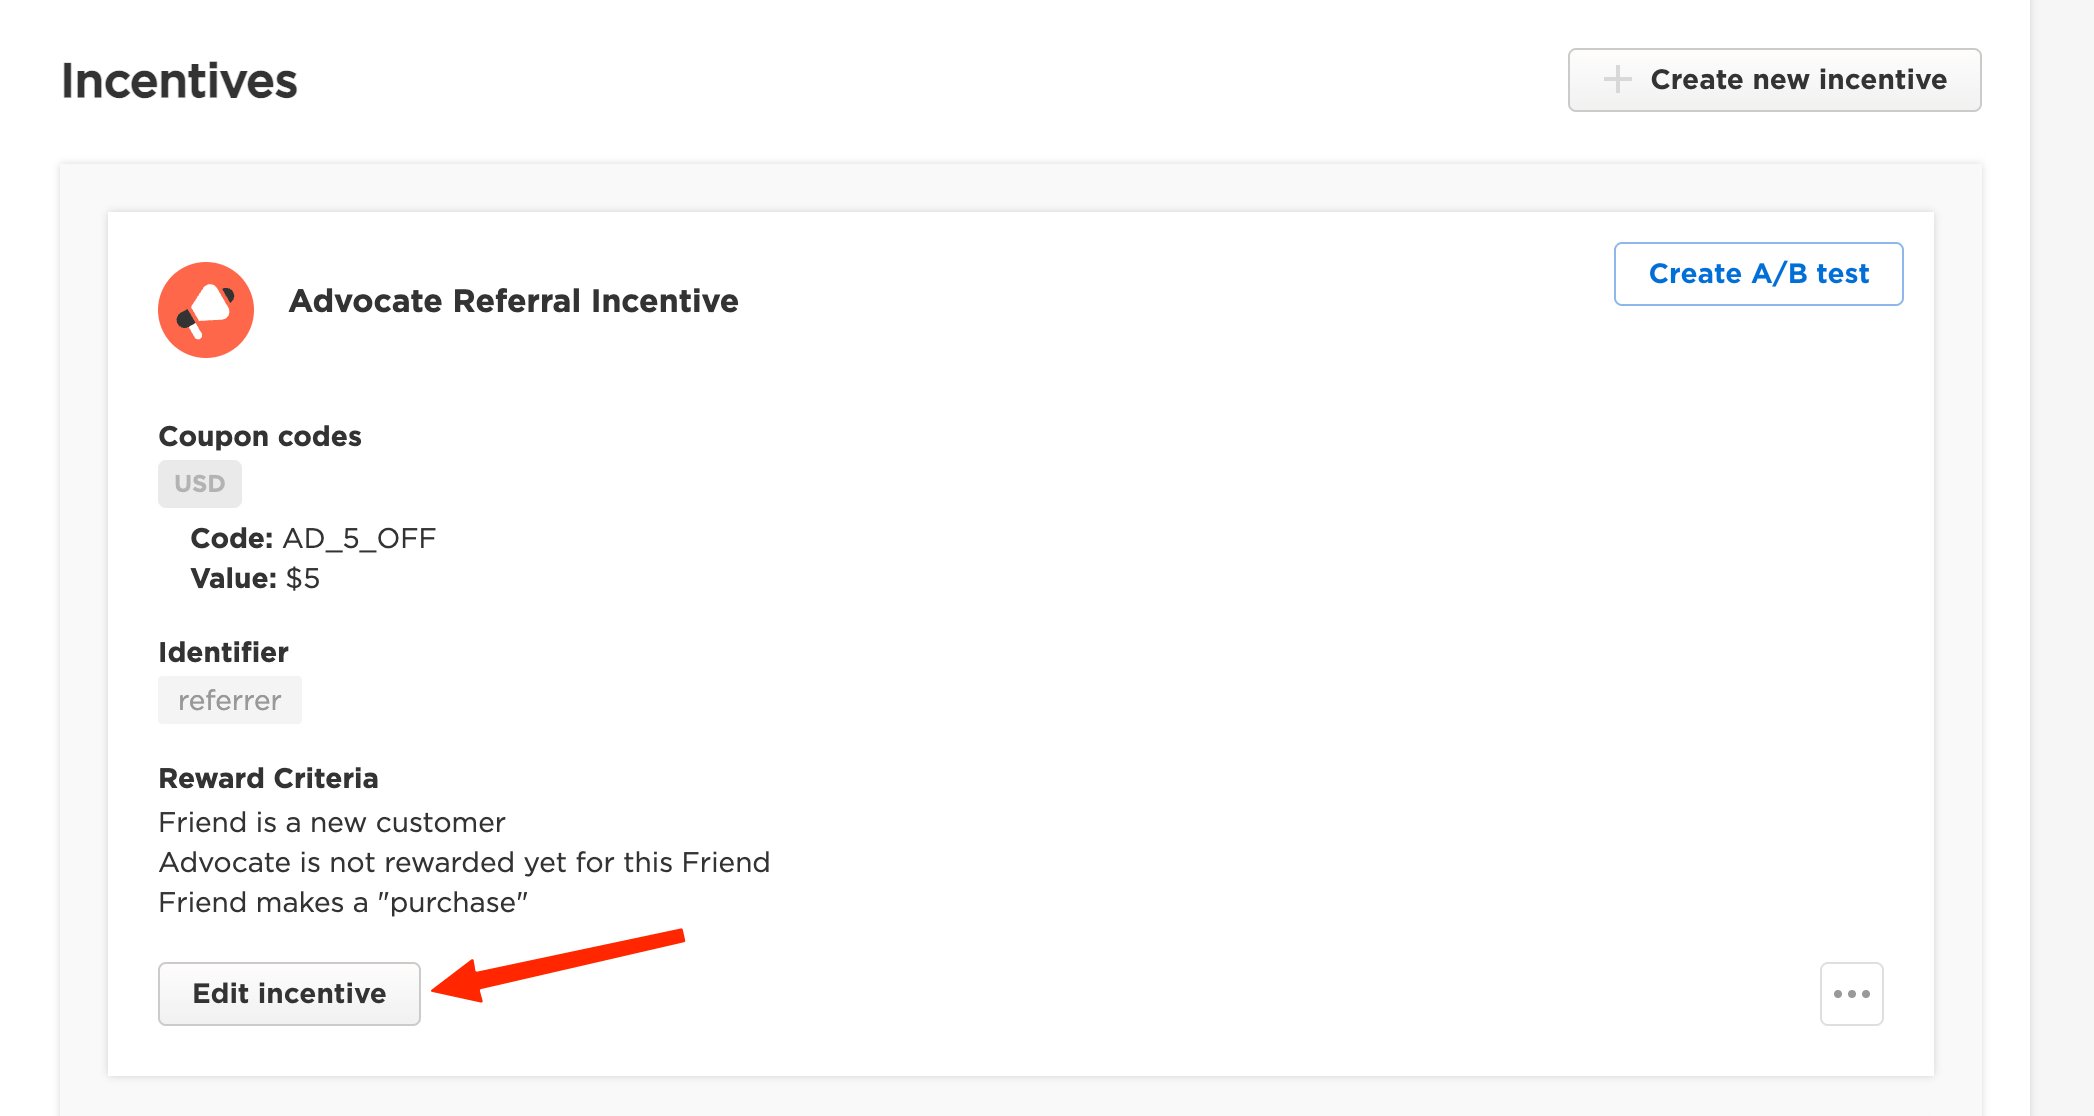 Incentives
Create new incentive
Advocate Referral Incentive
Create A/B test
Coupon codes
USD
Code: AD_5_OFF
Value: $5
Identifier
referrer
Reward Criteria
Friend is a new customer
Advocate is not rewarded yet for this Friend
Friend makes a "purchase"
Edit incentive